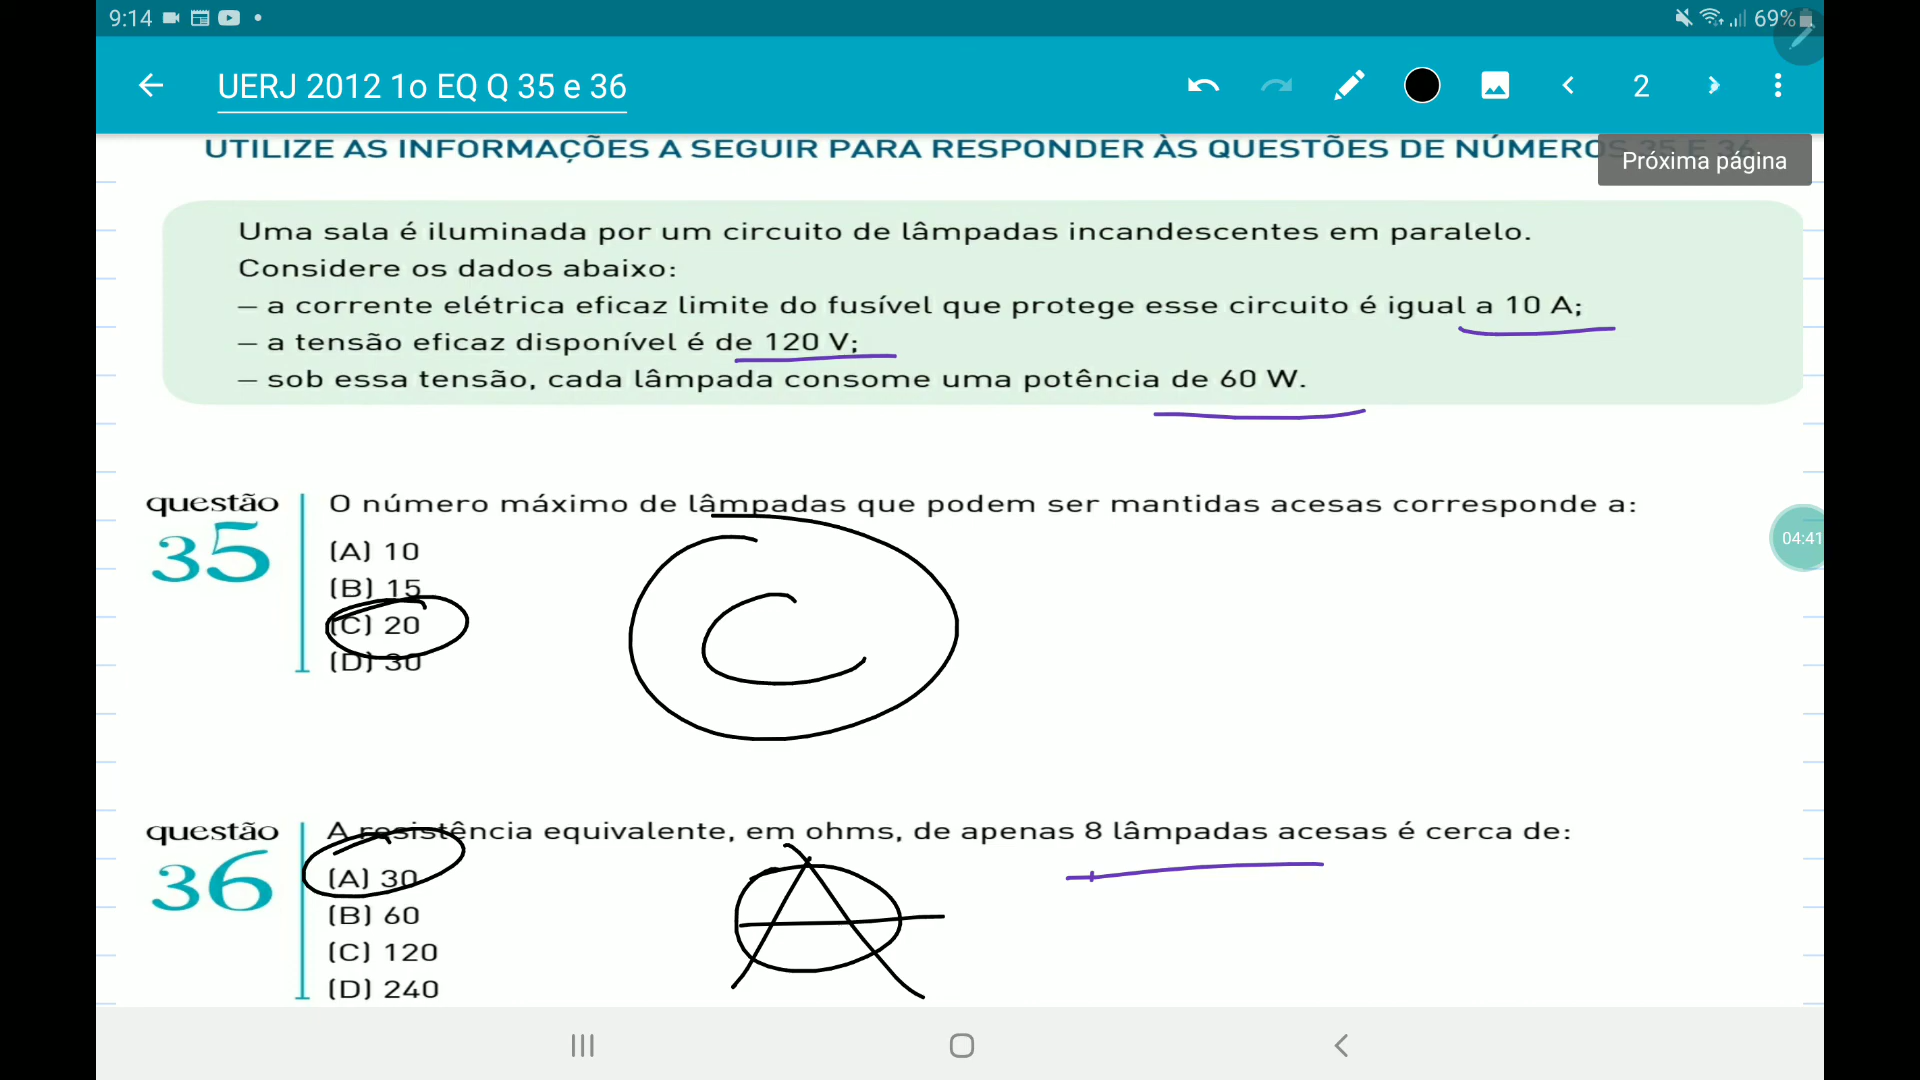 9:14
69%
UERJ 2012 1o EQ Q 35 e 36
2
UTILIZE AS INFORMAÇÕES A SEGUIR PARA RESPONDER ÀS QUESTÕES DE NÚMEROS 35 E 36
Próxima página
Uma sala é iluminada por um circuito de lâmpadas incandescentes em paralelo.
Considere os dados abaixo:
– a corrente elétrica eficaz limite do fusível que protege esse circuito é igual a 10 A;
– a tensão eficaz disponível é de 120 V;
– sob essa tensão, cada lâmpada consome uma potência de 60 W.
questão
35
O número máximo de lâmpadas que podem ser mantidas acesas corresponde a:
(A) 10
(B) 15
(C) 20
(D) 30
C
04:41
questão
36
A resistência equivalente, em ohms, de apenas 8 lâmpadas acesas é cerca de:
(A) 30
(B) 60
(C) 120
(D) 240
A